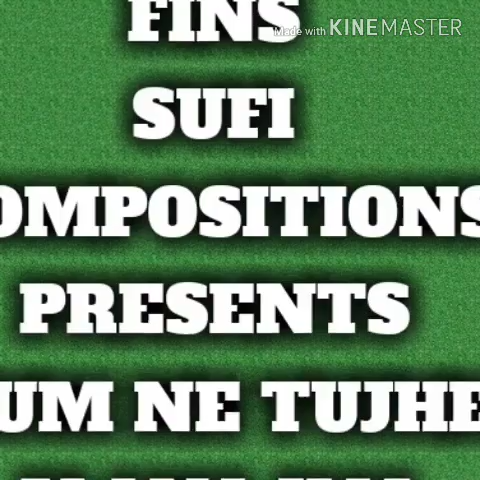 FINS
Made with KINEMASTER
SUFI
OMPOSITIONS
PRESENTS
UM NE TUJHE